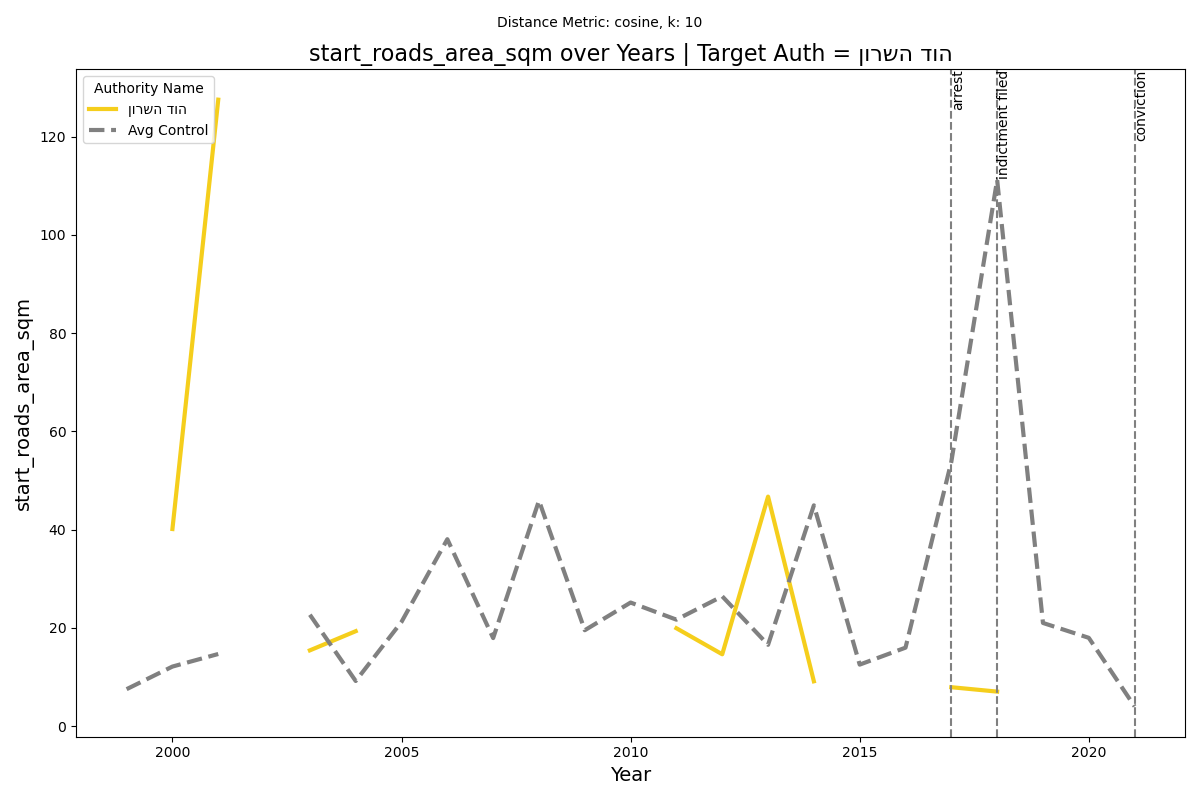 Distance Metric: cosine, k: 10
start_roads_area_sqm over Years | Target Auth = הוד השרון
Authority Name
הוד השרון
Avg Control
arrest
indictment filed
conviction
start_roads_area_sqm
120
100
80
60
40
20
0
2000
2005
2010
2015
2020
Year